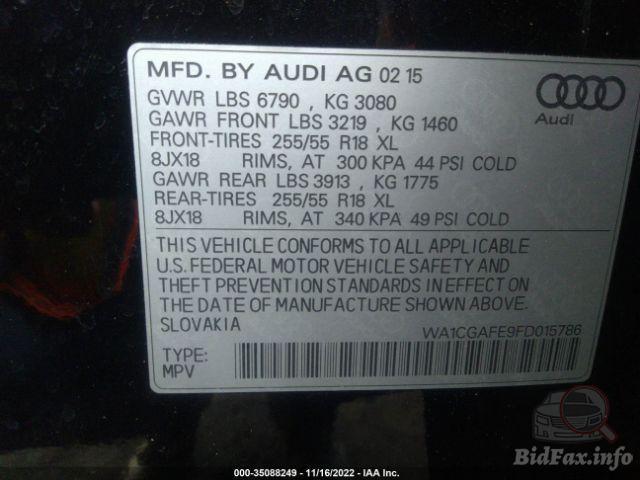 MFD. BY AUDI AG 02 15
GVWR LBS 6790 , KG 3080
GAWR FRONT LBS 3219 , KG 1460
FRONT-TIRES 255/55 R18 XL
8JX18 RIMS, AT 300 KPA 44 PSI COLD
GAWR REAR LBS 3913 , KG 1775
REAR-TIRES 255/55 R18 XL
8JX18 RIMS, AT 340 KPA 49 PSI COLD
Audi
THIS VEHICLE CONFORMS TO ALL APPLICABLE
U.S. FEDERAL MOTOR VEHICLE SAFETY AND
THEFT PREVENTION STANDARDS IN EFFECT ON
THE DATE OF MANUFACTURE SHOWN ABOVE.
SLOVAKIA
WA1CGAFE9FD015786
TYPE:
MPV
BidFax.info
000-35088249 - 11/16/2022 - IAA Inc.